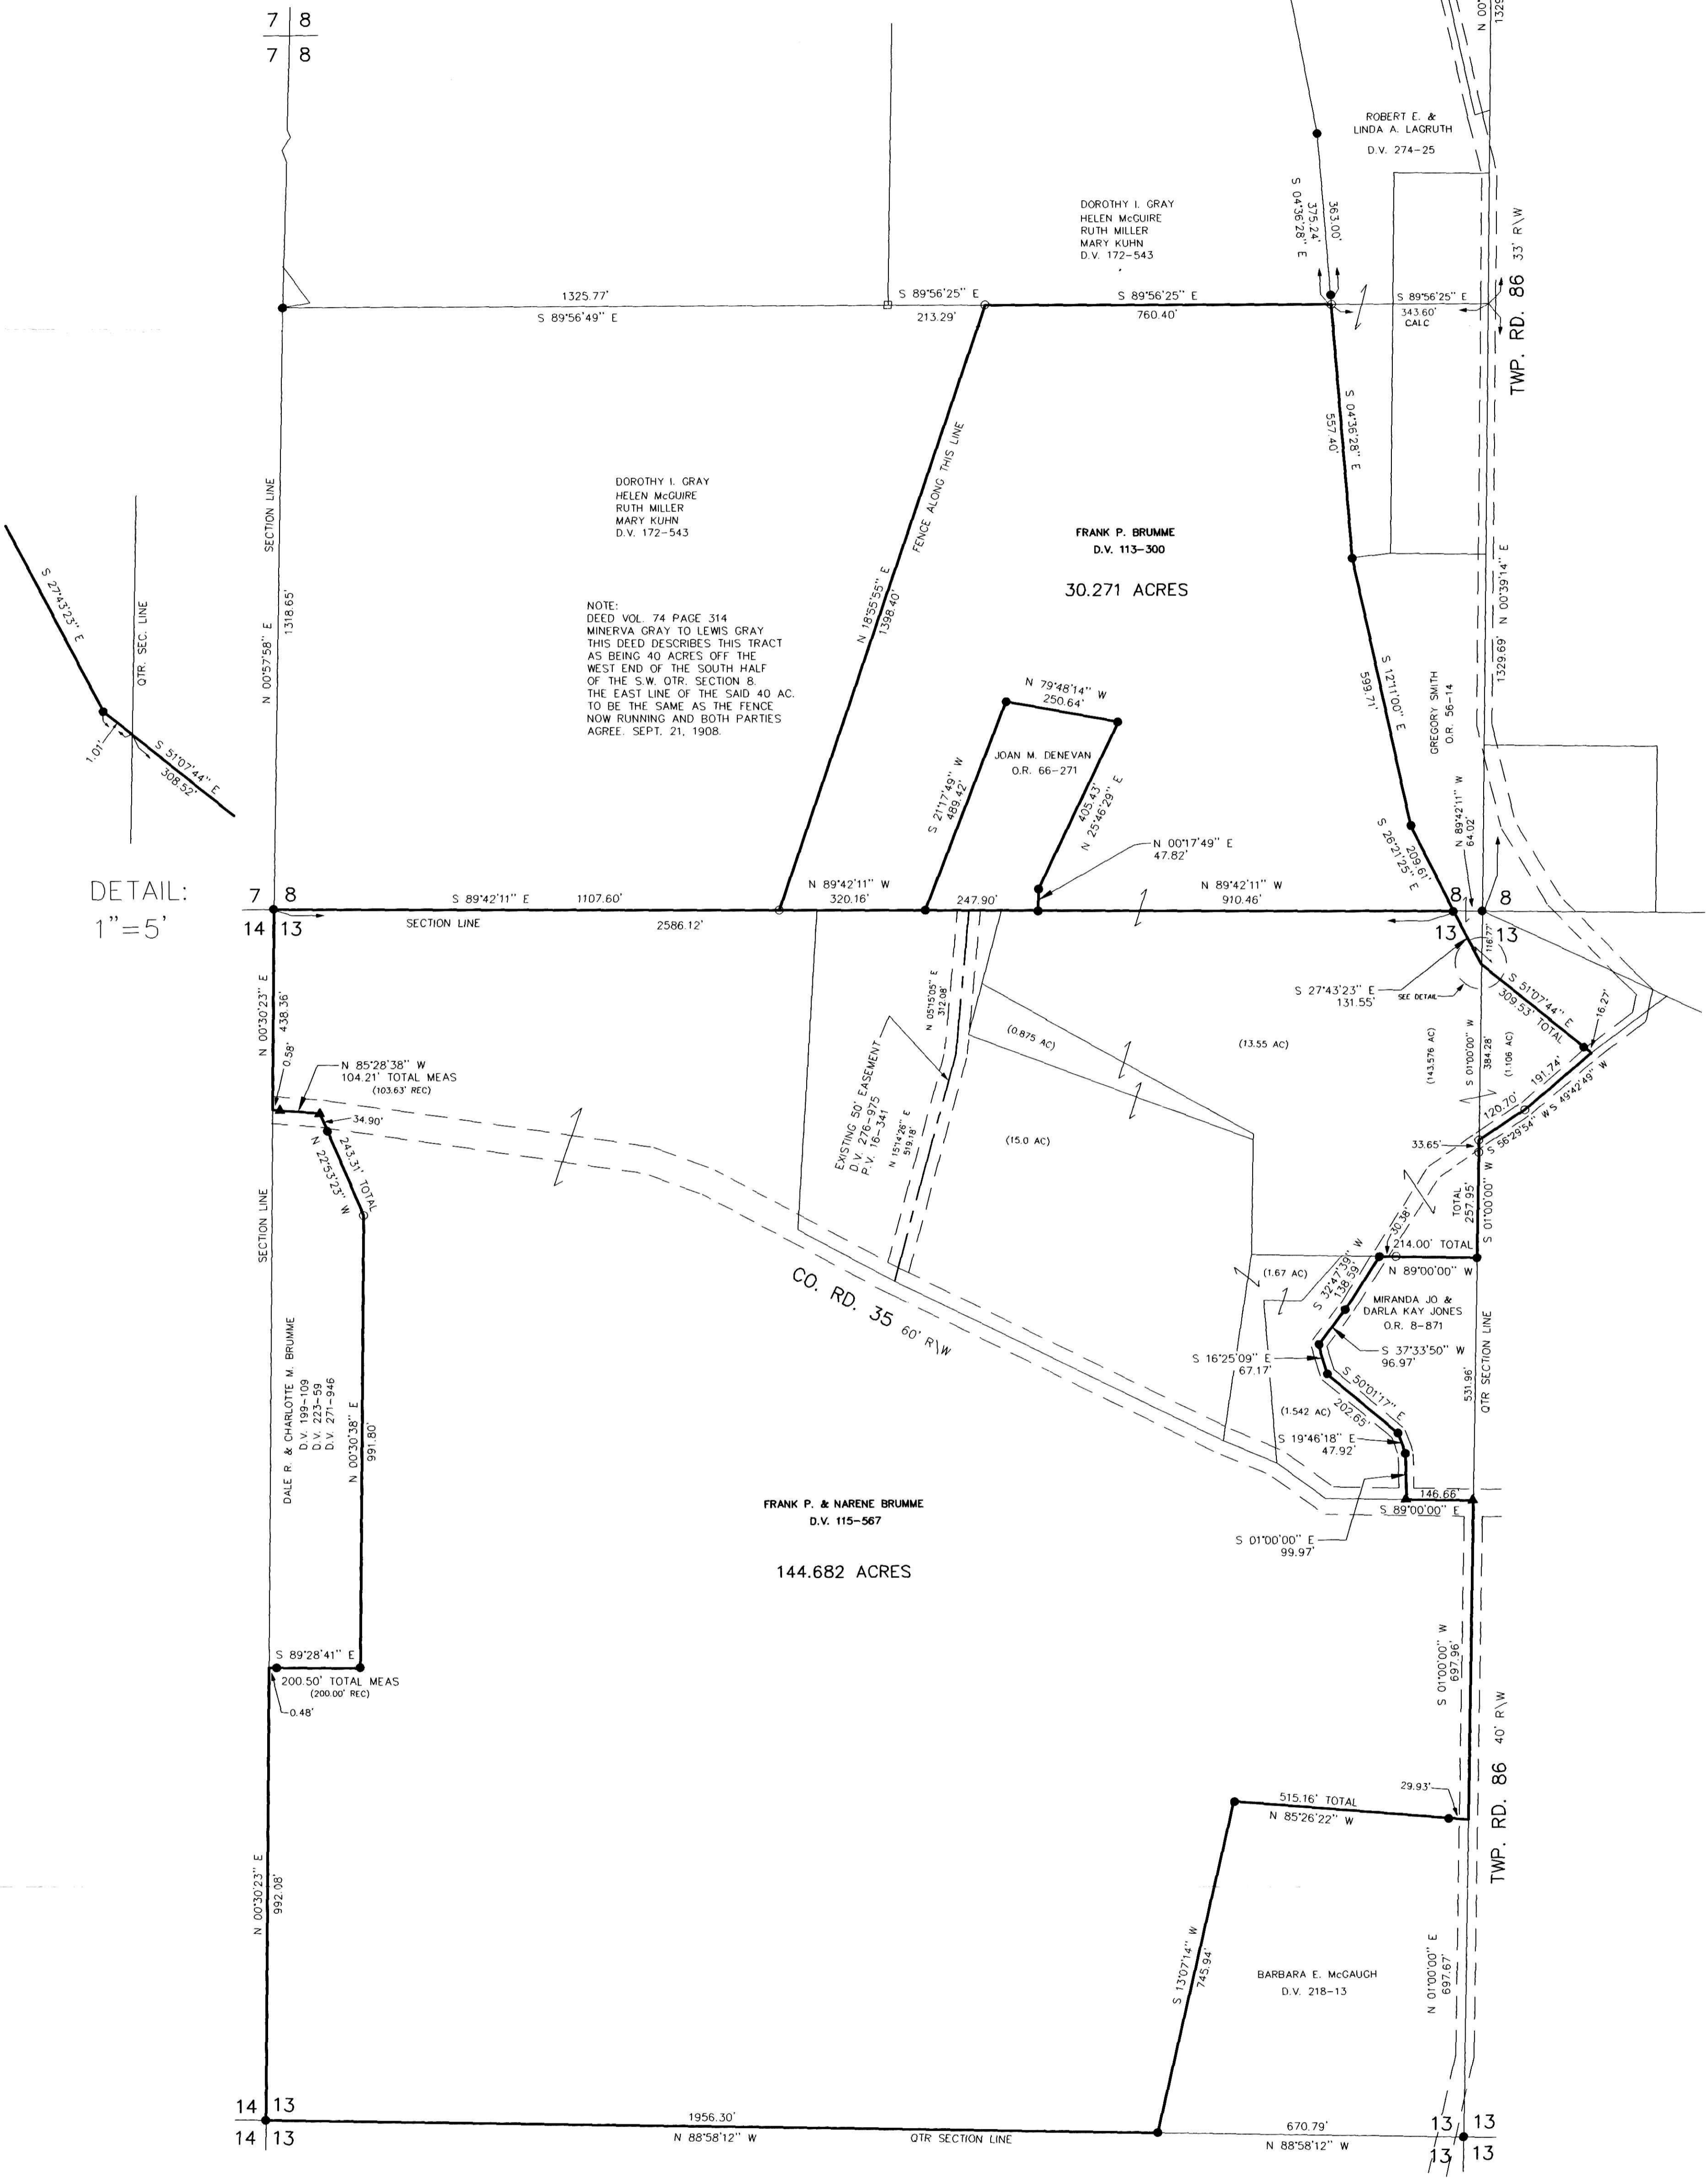 7 8
7 8
N 00°
1329
ROBERT E. &
LINDA A. LAGRUTH
D.V. 274-25
DOROTHY I. GRAY
HELEN McGUIRE
RUTH MILLER
MARY KUHN
D.V. 172-543
363.00'
375.24'
S 04°36'28" E
TWP. RD. 86 33' R\W
1325.77'
S 89°56'49" E
S 89°56'25" E
213.29'
S 89°56'25" E
760.40'
S 89°56'25" E
343.60'
CALC
SECTION LINE
N 00°57'58" E
1318.65'
DOROTHY I. GRAY
HELEN McGUIRE
RUTH MILLER
MARY KUHN
D.V. 172-543
FENCE ALONG THIS LINE
N 18°55'55" E
1398.40'
S 04°36'28" E
557.40'
FRANK P. BRUMME
D.V. 113-300
30.271 ACRES
N 00°39'14" E
1329.69'
NOTE:
DEED VOL. 74 PAGE 314
MINERVA GRAY TO LEWIS GRAY
THIS DEED DESCRIBES THIS TRACT
AS BEING 40 ACRES OFF THE
WEST END OF THE SOUTH HALF
OF THE S.W. QTR. SECTION 8.
THE EAST LINE OF THE SAID 40 AC.
TO BE THE SAME AS THE FENCE
NOW RUNNING AND BOTH PARTIES
AGREE. SEPT. 21, 1908.
S 27°43'23" E
QTR. SEC. LINE
1.01'
S 51°07'44" E
308.52'
DETAIL:
1"=5'
S 12°11'00" E
599.71'
GREGORY SMITH
O.R. 56-14
N 79°48'14" W
250.64'
JOAN M. DENEVAN
O.R. 66-271
S 21°17'49" W
489.42'
405.43'
N 25°46'29" E
N 00°17'49" E
47.82'
S 26°21'25" E
209.61'
N 89°42'11" W
64.02'
7 8
14 13
S 89°42'11" E 1107.60'
SECTION LINE
2586.12'
N 89°42'11" W
320.16'
247.90'
N 89°42'11" W
910.46'
8 8
13 13
116.77'
S 27°43'23" E
131.55'
SEE DETAIL
S 51°07'44" E
309.53' TOTAL
16.27'
N 00°30'23" E
438.36'
0.58'
N 85°28'38" W
104.21' TOTAL MEAS
(103.63' REC)
34.90'
243.31' TOTAL
N 22°53'23" W
N 05°15'05" E
312.08'
EXISTING 50' EASEMENT
D.V. 276-975
P.V. 16-341
N 15°14'26" E
519.18'
(0.875 AC)
(13.55 AC)
(15.0 AC)
(143.576 AC)
S 01°00'00" W
384.28'
(1.106 AC)
191.74'
S 49°42'49" W
120.70'
S 56°29'54" W
33.65'
TOTAL
257.95'
S 01°00'00" W
30.38'
214.00' TOTAL
N 89°00'00" W
(1.67 AC)
S 32°47'39" W
138.59'
MIRANDA JO &
DARLA KAY JONES
O.R. 8-871
S 37°33'50" W
96.97'
S 16°25'09" E
67.17'
S 50°01'17" E
202.65'
(1.542 AC)
S 19°46'18" E
47.92'
531.96'
QTR SECTION LINE
146.66'
S 89°00'00" E
S 01°00'00" E
99.97'
CO. RD. 35 60' R\W
SECTION LINE
DALE R. & CHARLOTTE M. BRUMME
D.V. 199-109
D.V. 223-59
D.V. 271-946
N 00°30'38" E
991.80'
FRANK P. & NARENE BRUMME
D.V. 115-567
144.682 ACRES
S 89°28'41" E
200.50' TOTAL MEAS
(200.00' REC)
0.48'
S 01°00'00" W
697.96'
TWP. RD. 86 40' R\W
29.93'
515.16' TOTAL
N 85°26'22" W
N 00°30'23" E
992.08'
S 13°07'14" W
745.94'
BARBARA E. McGAUGH
D.V. 218-13
N 01°00'00" E
697.67'
14 13
14 13
1956.30'
N 88°58'12" W
QTR SECTION LINE
670.79'
N 88°58'12" W
13 13
13 13